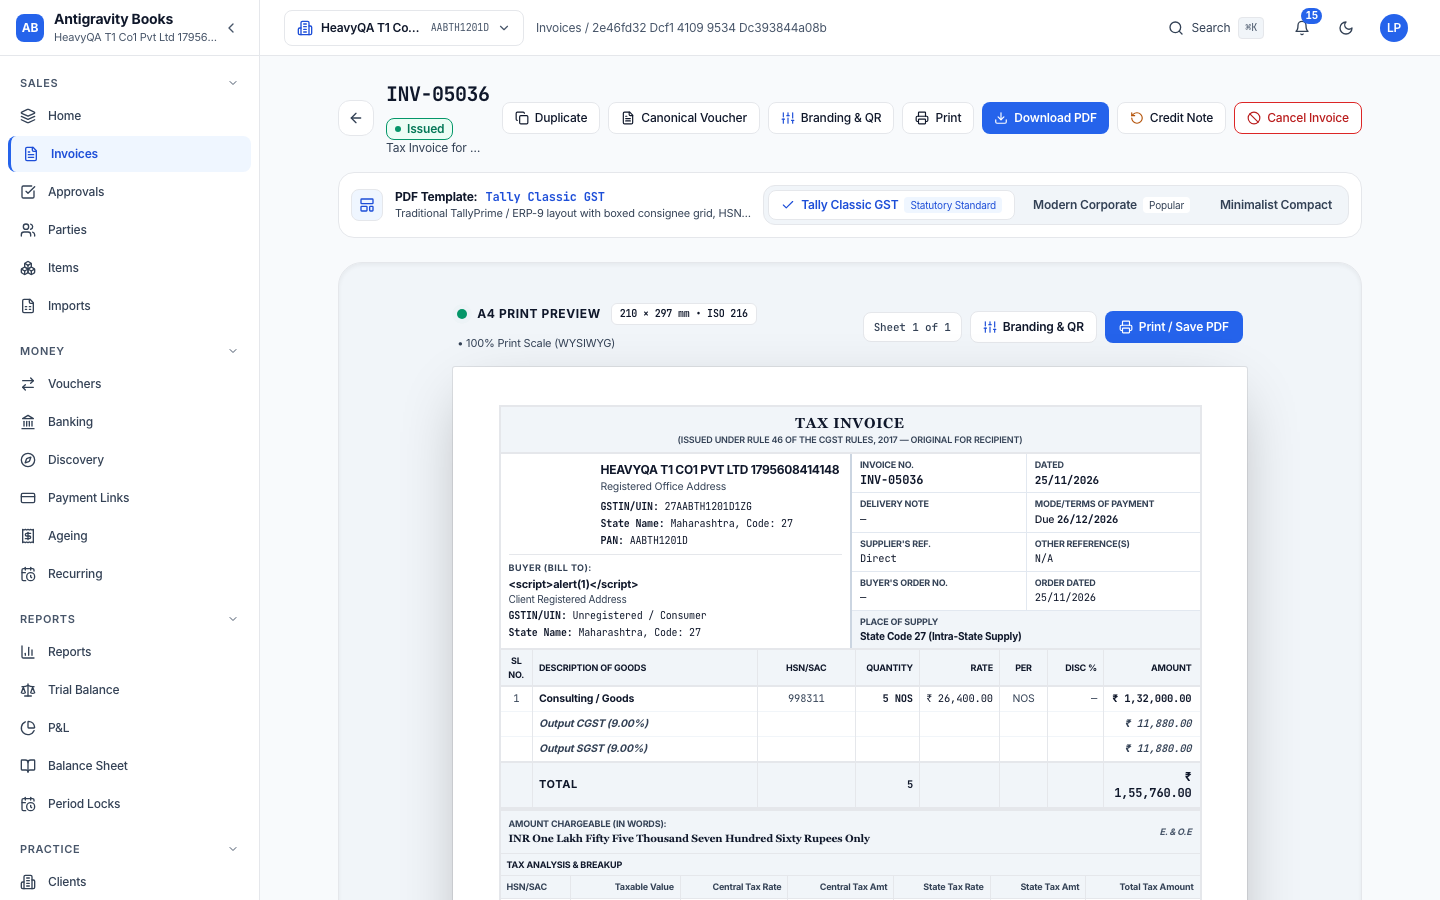 AB
Antigravity Books
HeavyQA T1 Co1 Pvt Ltd 17956...
HeavyQA T1 Co... AABTH1201D
Invoices / 2e46fd32 Dcf1 4109 9534 Dc393844a08b
Search ⌘K
15
LP
SALES
Home
Invoices
Approvals
Parties
Items
Imports
MONEY
Vouchers
Banking
Discovery
Payment Links
Ageing
Recurring
REPORTS
Reports
Trial Balance
P&L
Balance Sheet
Period Locks
PRACTICE
Clients
INV-05036
Issued
Tax Invoice for ...
Duplicate
Canonical Voucher
Branding & QR
Print
Download PDF
Credit Note
Cancel Invoice
PDF Template: Tally Classic GST
Traditional TallyPrime / ERP-9 layout with boxed consignee grid, HSN...
Tally Classic GST Statutory Standard
Modern Corporate Popular
Minimalist Compact
A4 PRINT PREVIEW 210 × 297 mm • ISO 216
• 100% Print Scale (WYSIWYG)
Sheet 1 of 1
Branding & QR
Print / Save PDF
TAX INVOICE
(ISSUED UNDER RULE 46 OF THE CGST RULES, 2017 — ORIGINAL FOR RECIPIENT)
HEAVYQA T1 CO1 PVT LTD 1795608414148
Registered Office Address
GSTIN/UIN: 27AABTH1201D1ZG
State Name: Maharashtra, Code: 27
PAN: AABTH1201D
BUYER (BILL TO):
<script>alert(1)</script>
Client Registered Address
GSTIN/UIN: Unregistered / Consumer
State Name: Maharashtra, Code: 27
INVOICE NO. DATED
INV-05036 25/11/2026
DELIVERY NOTE MODE/TERMS OF PAYMENT
— Due 26/12/2026
SUPPLIER'S REF. OTHER REFERENCE(S)
Direct N/A
BUYER'S ORDER NO. ORDER DATED
— 25/11/2026
PLACE OF SUPPLY
State Code 27 (Intra-State Supply)
SL NO. DESCRIPTION OF GOODS HSN/SAC QUANTITY RATE PER DISC % AMOUNT
1 Consulting / Goods 998311 5 NOS ₹ 26,400.00 NOS — ₹ 1,32,000.00
Output CGST (9.00%) ₹ 11,880.00
Output SGST (9.00%) ₹ 11,880.00
TOTAL 5 ₹ 1,55,760.00
AMOUNT CHARGEABLE (IN WORDS):
INR One Lakh Fifty Five Thousand Seven Hundred Sixty Rupees Only
E. & O.E
TAX ANALYSIS & BREAKUP
HSN/SAC Taxable Value Central Tax Rate Central Tax Amt State Tax Rate State Tax Amt Total Tax Amount